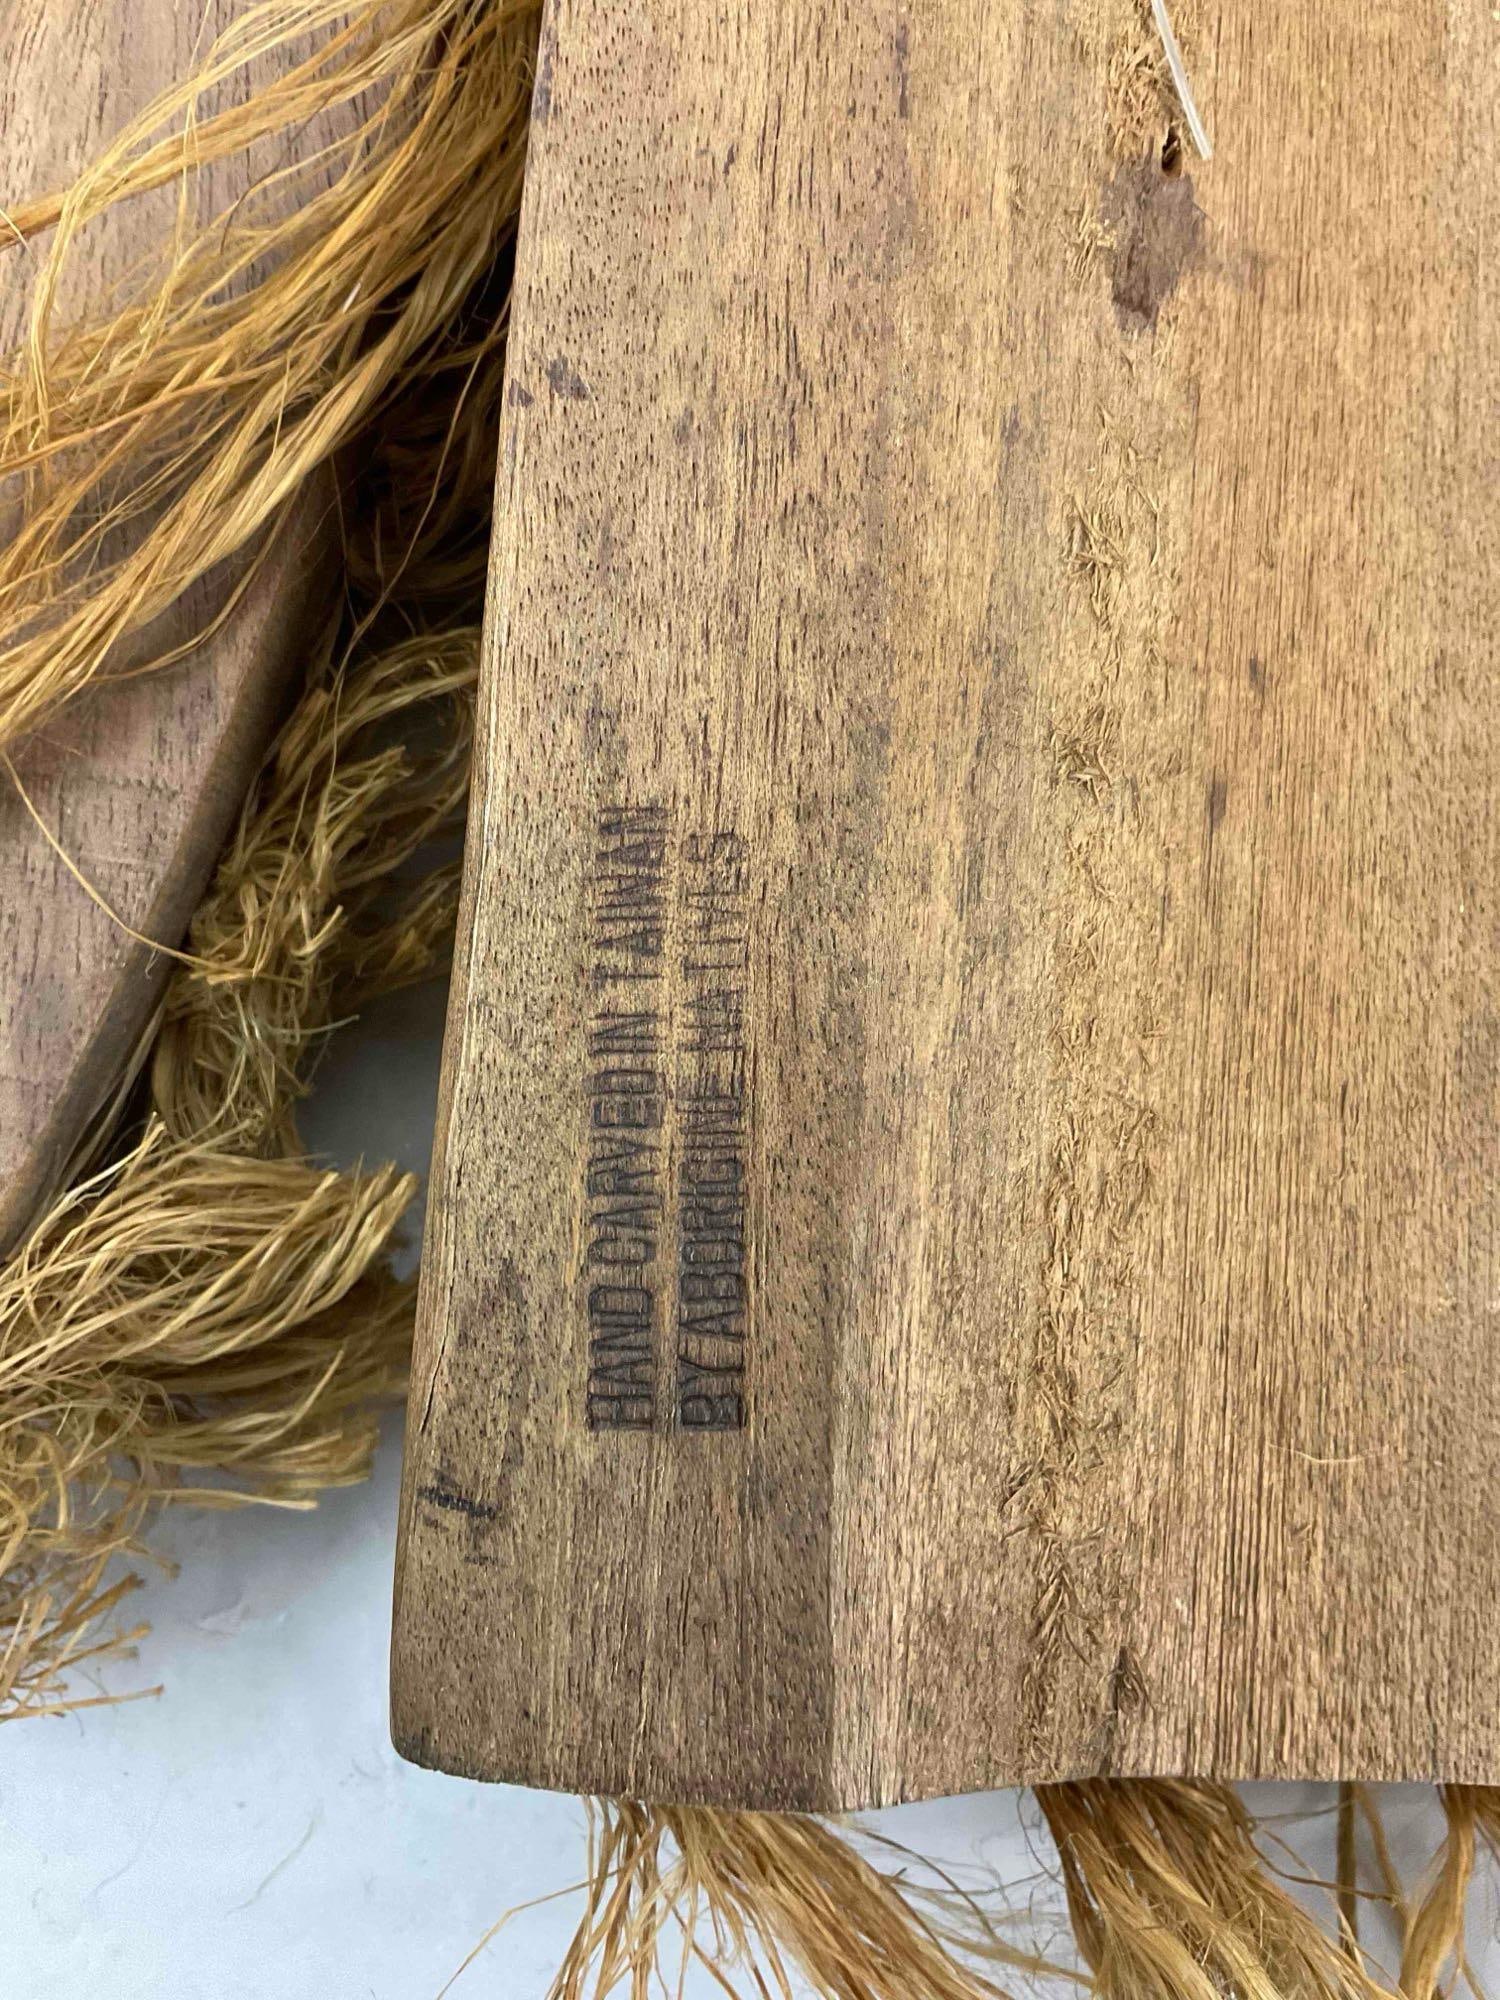 HAND CARVED IN TAIWAN
BY ABORIGINE NATIVES